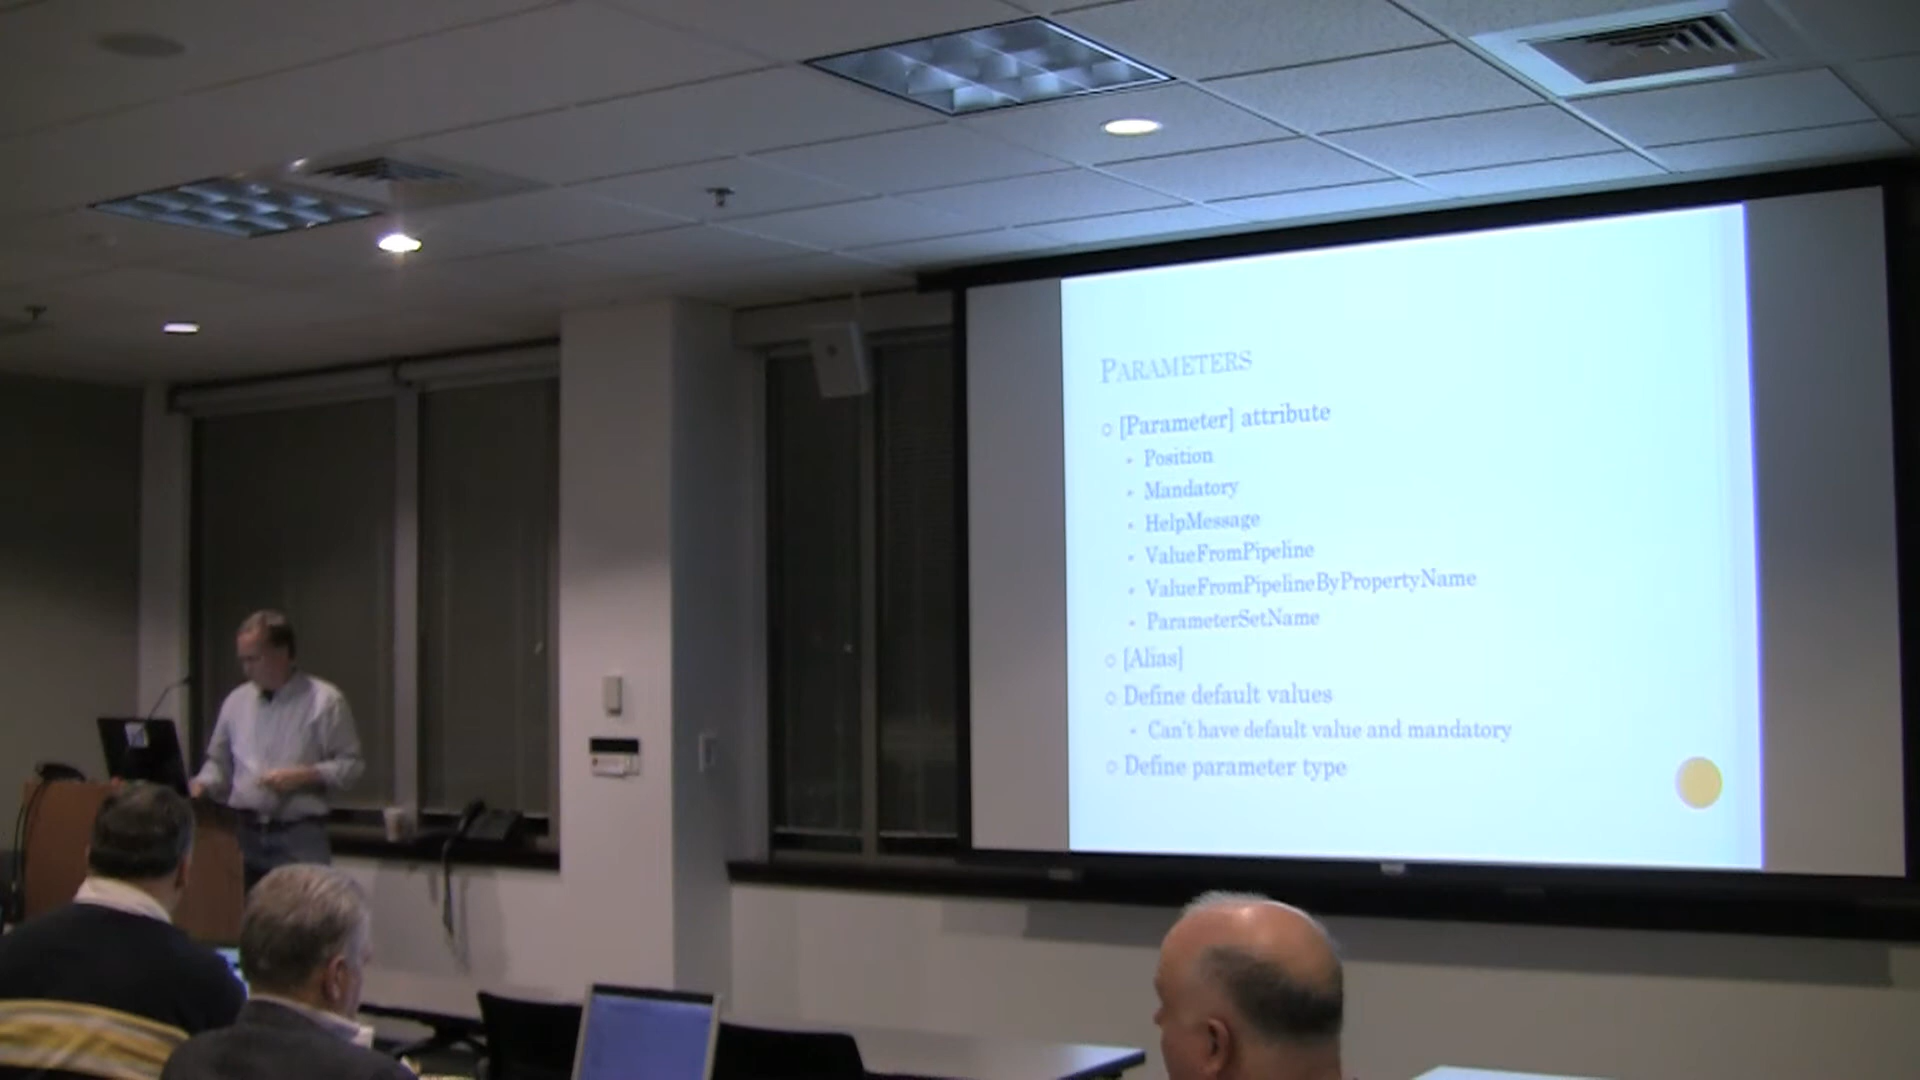 PARAMETERS
[Parameter] attribute
Position
Mandatory
HelpMessage
ValueFromPipeline
ValueFromPipelineByPropertyName
ParameterSetName
[Alias]
Define default values
Can't have default value and mandatory
Define parameter type